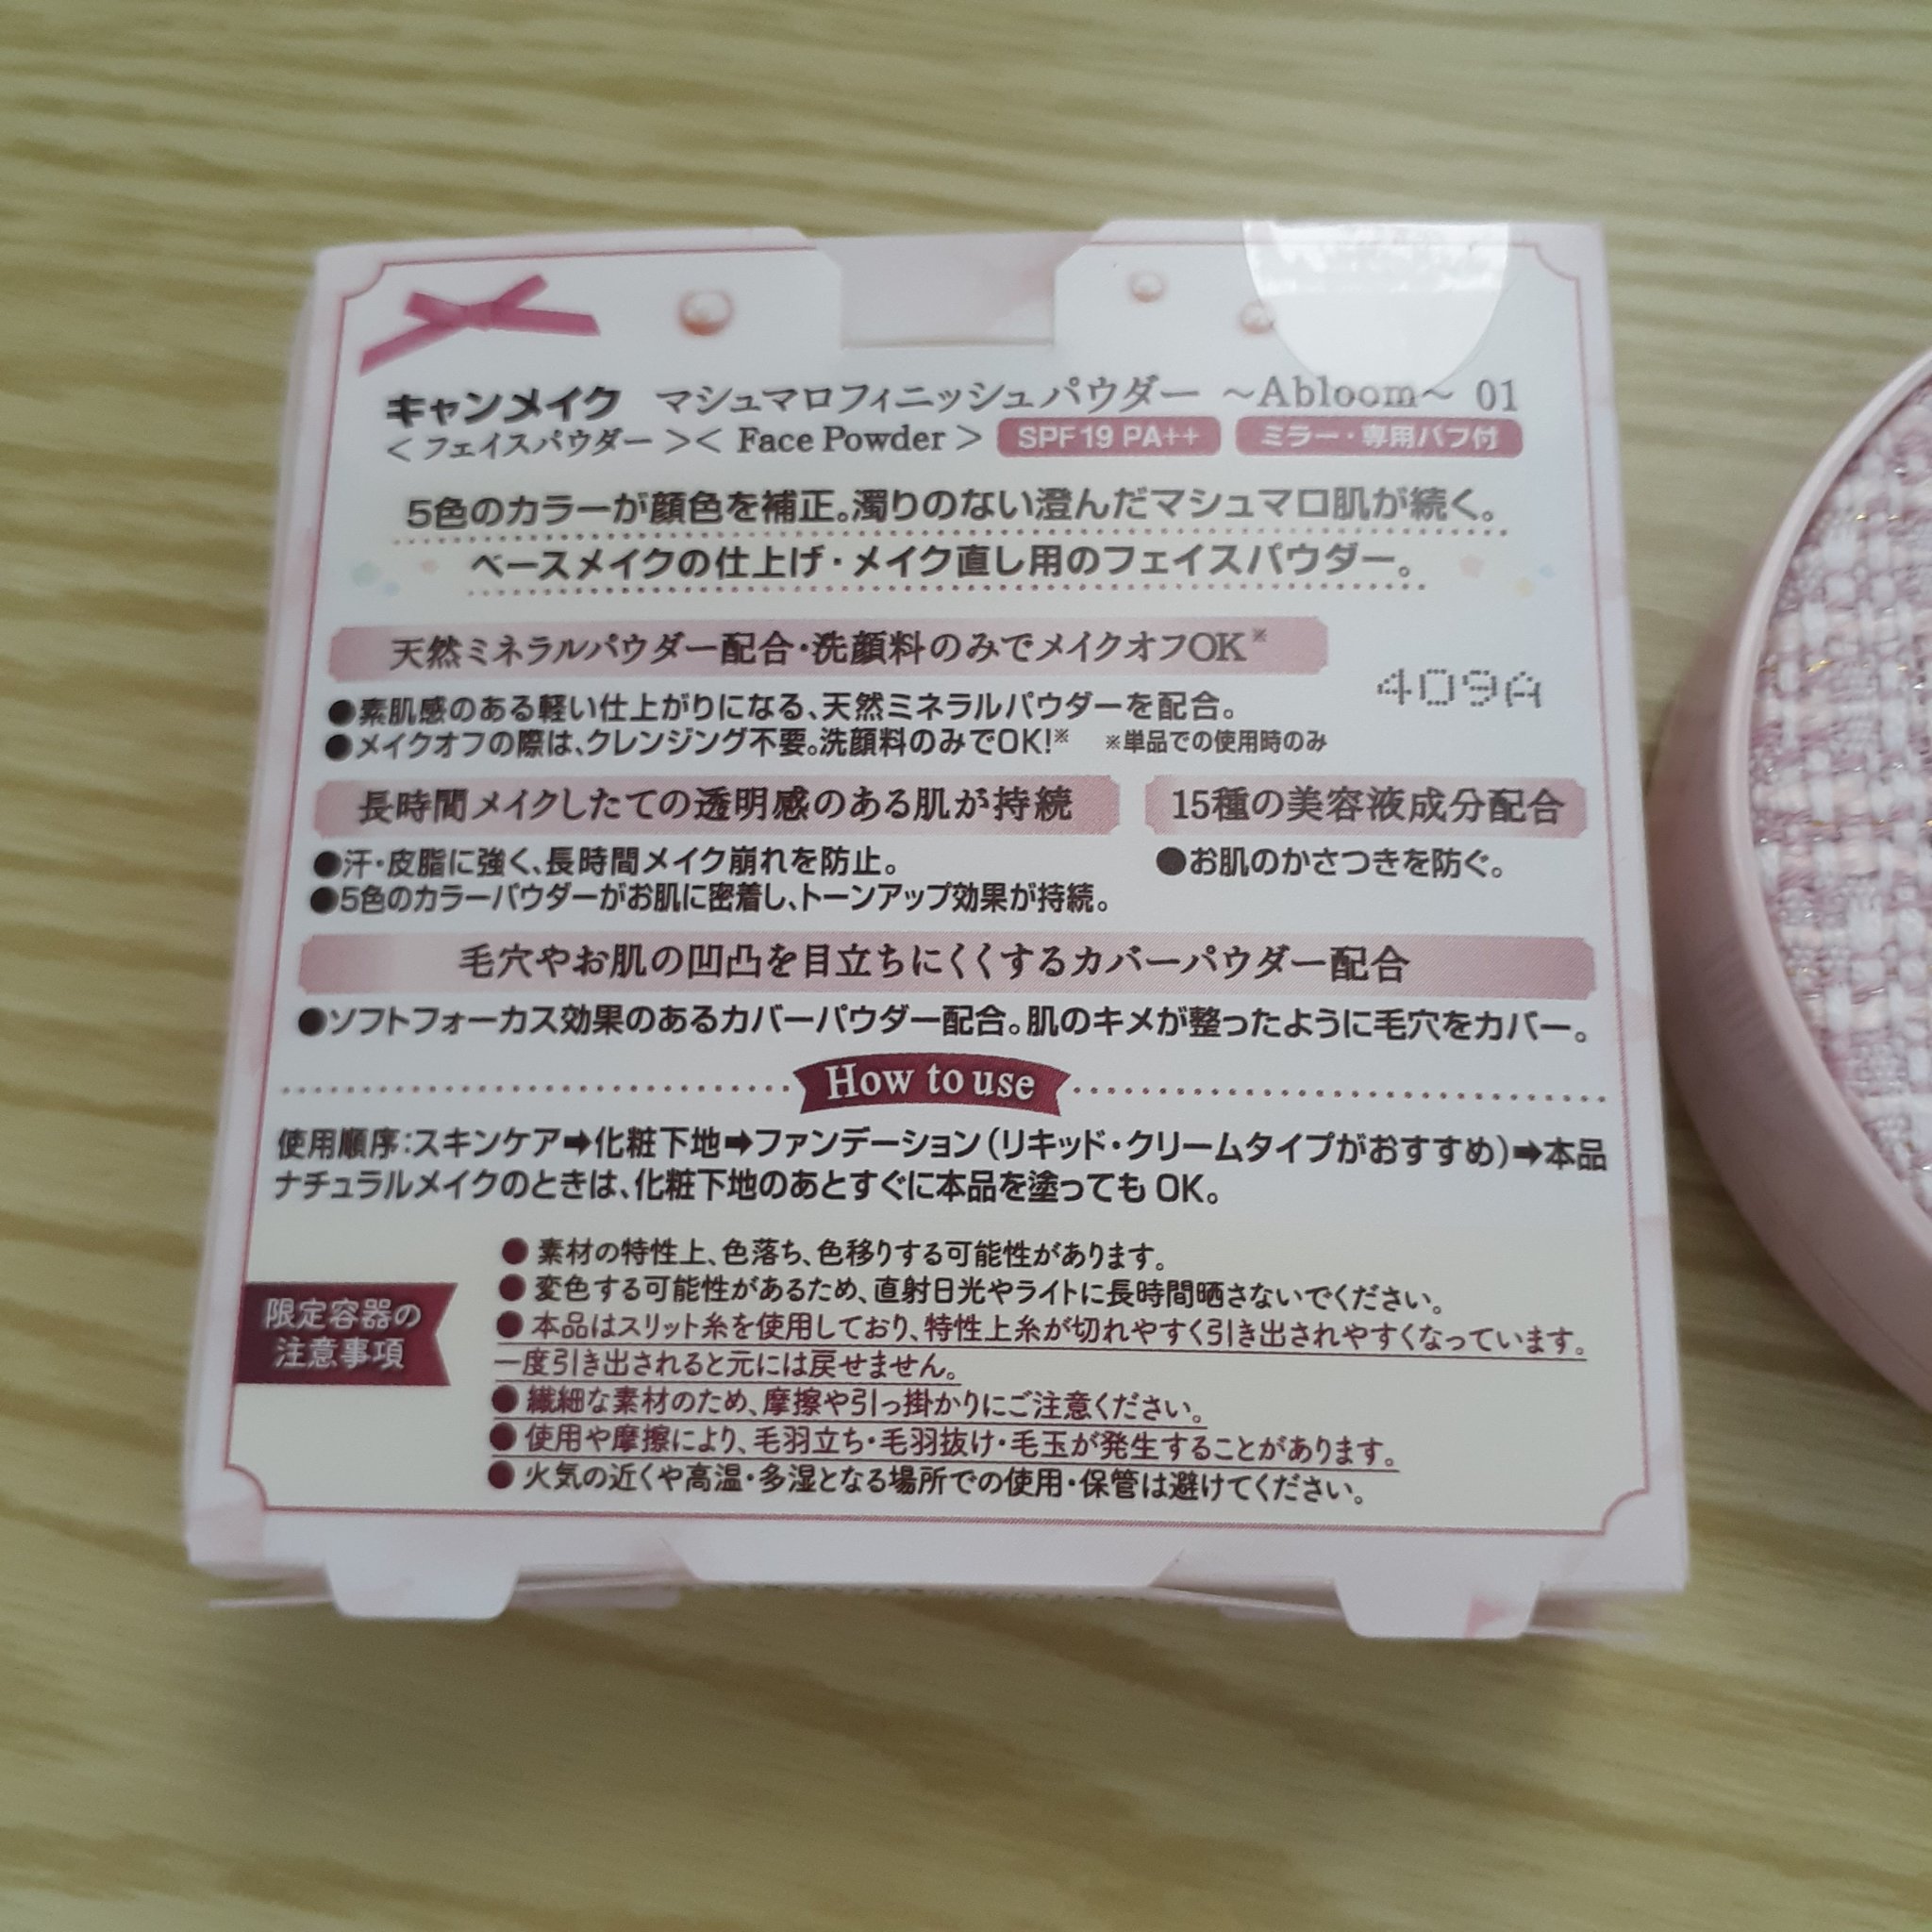 キャンメイク マシュマロフィニッシュパウダー ～Abloom～ 01
＜フェイスパウダー＞＜Face Powder＞ SPF19 PA++ ミラー・専用パフ付
5色のカラーが顔色を補正。濁りのない澄んだマシュマロ肌が続く。
ベースメイクの仕上げ・メイク直し用のフェイスパウダー。
天然ミネラルパウダー配合・洗顔料のみでメイクオフOK※
409A
●素肌感のある軽い仕上がりになる、天然ミネラルパウダーを配合。
●メイクオフの際は、クレンジング不要。洗顔料のみでOK!※ ※単品での使用時のみ
長時間メイクしたての透明感のある肌が持続
●汗・皮脂に強く、長時間メイク崩れを防止。
●5色のカラーパウダーがお肌に密着し、トーンアップ効果が持続。
15種の美容液成分配合
●お肌のかさつきを防ぐ。
毛穴やお肌の凹凸を目立ちにくくするカバーパウダー配合
●ソフトフォーカス効果のあるカバーパウダー配合。肌のキメが整ったように毛穴をカバー。
How to use
使用順序：スキンケア➡化粧下地➡ファンデーション（リキッド・クリームタイプがおすすめ）➡本品
ナチュラルメイクのときは、化粧下地のあとすぐに本品を塗ってもOK。
限定容器の
注意事項
●素材の特性上、色落ち、色移りする可能性があります。
●変色する可能性があるため、直射日光やライトに長時間晒さないでください。
●本品はスリット糸を使用しており、特性上糸が切れやすく引き出されやすくなっています。
一度引き出されると元には戻せません。
●繊細な素材のため、摩擦や引っ掛かりにご注意ください。
●使用や摩擦により、毛羽立ち・毛羽抜け・毛玉が発生することがあります。
●火気の近くや高温・多湿となる場所での使用・保管は避けてください。